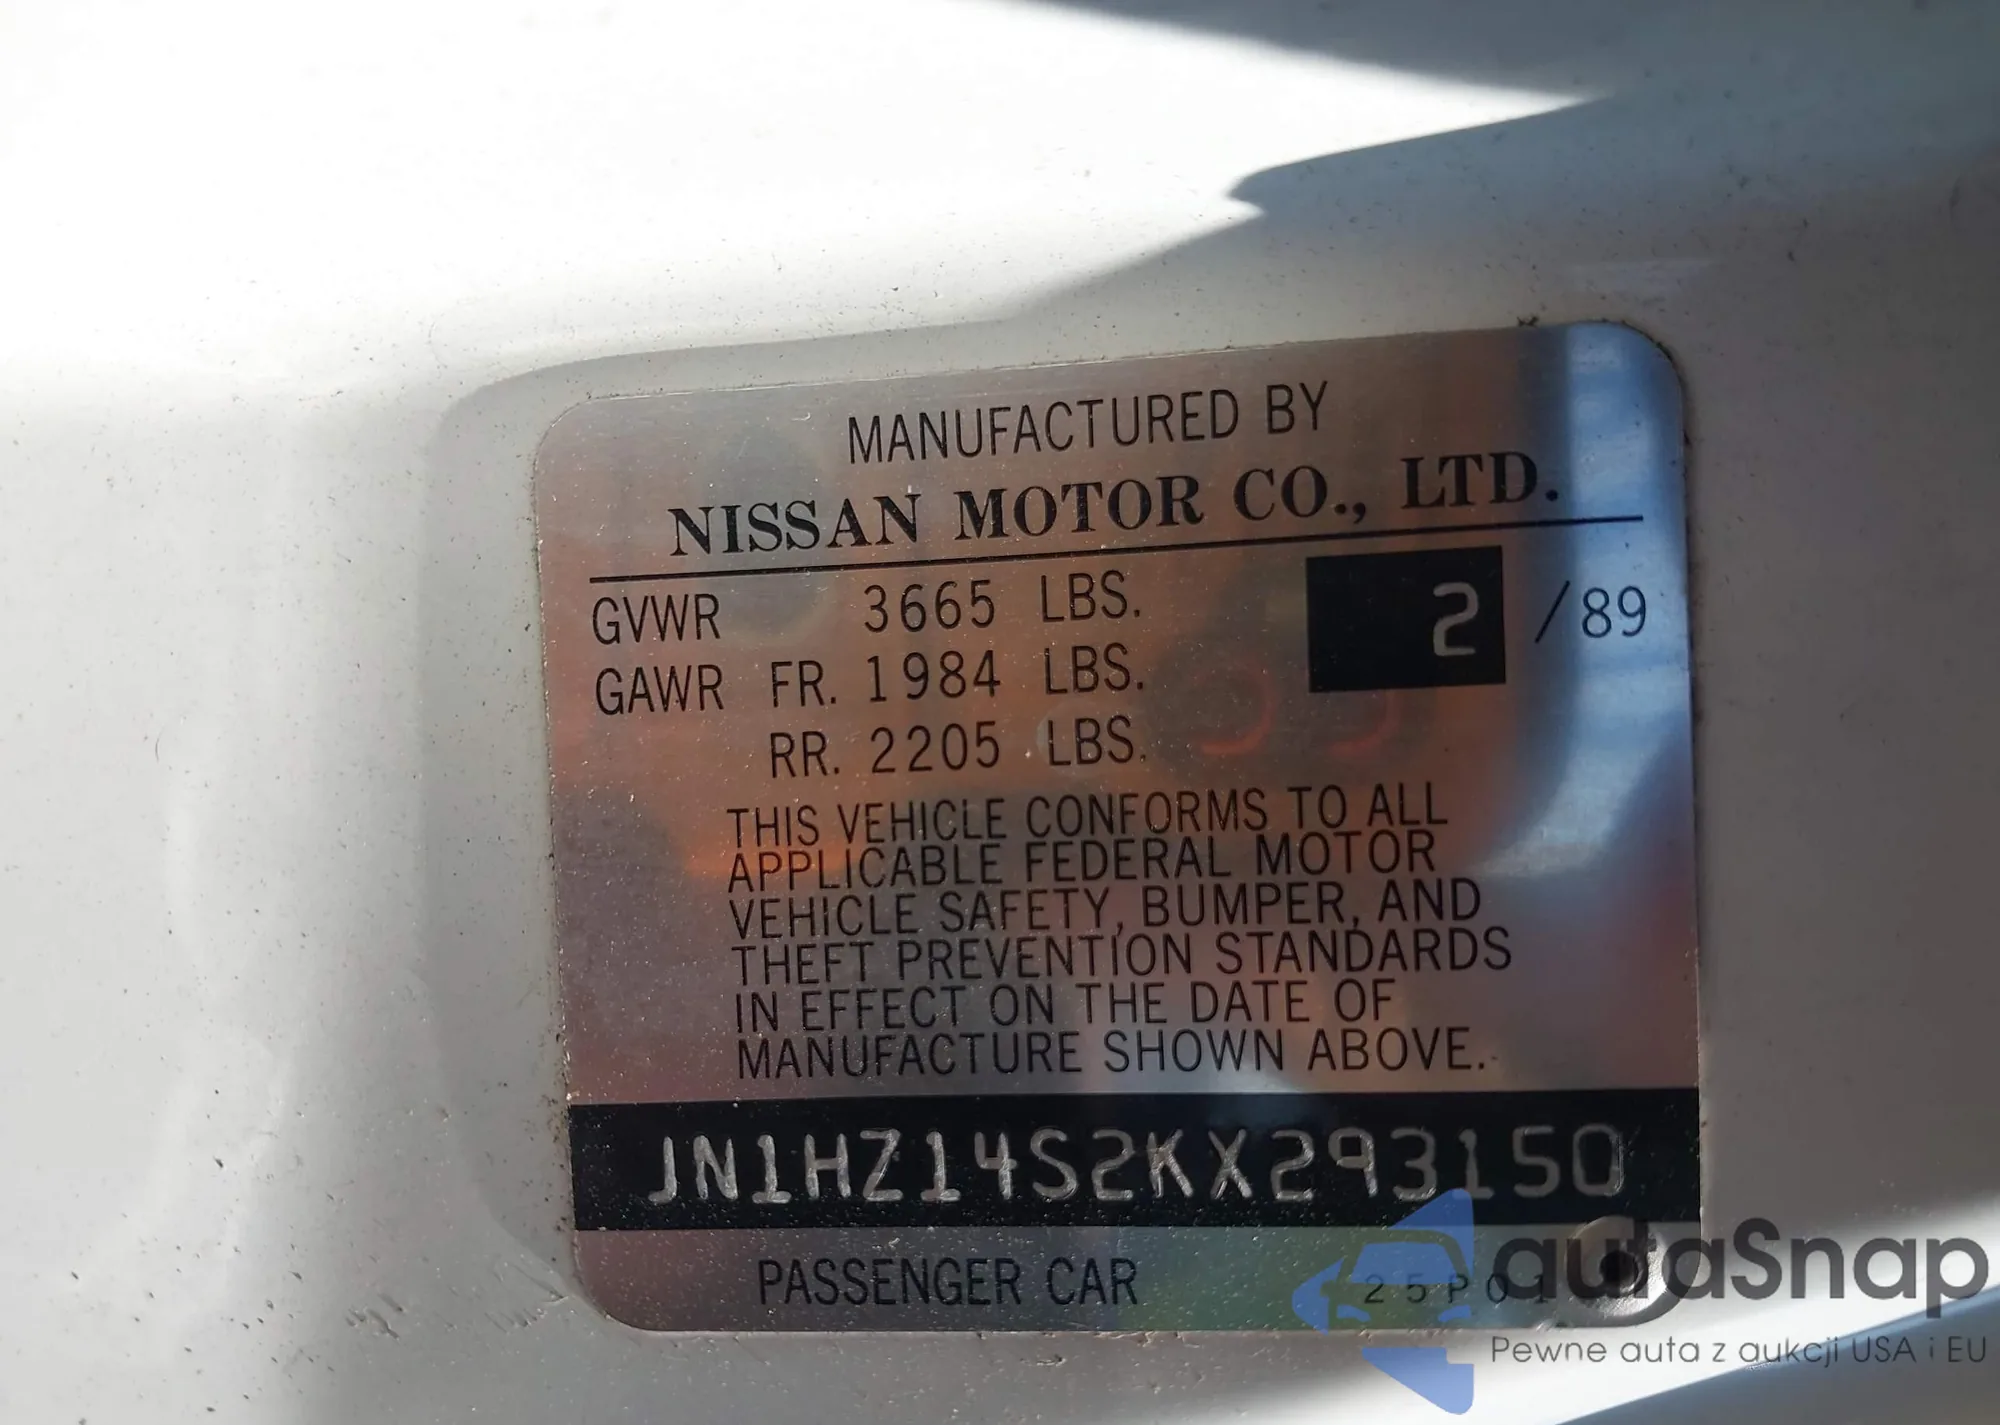 MANUFACTURED BY
NISSAN MOTOR CO., LTD.
GVWR 3665 LBS. 2 /89
GAWR FR. 1984 LBS.
RR. 2205 LBS.
THIS VEHICLE CONFORMS TO ALL
APPLICABLE FEDERAL MOTOR
VEHICLE SAFETY, BUMPER, AND
THEFT PREVENTION STANDARDS
IN EFFECT ON THE DATE OF
MANUFACTURE SHOWN ABOVE.
JN1HZ14S2KX293150
PASSENGER CAR 25P01
autaSnap
Pewne auta z aukcji USA i EU